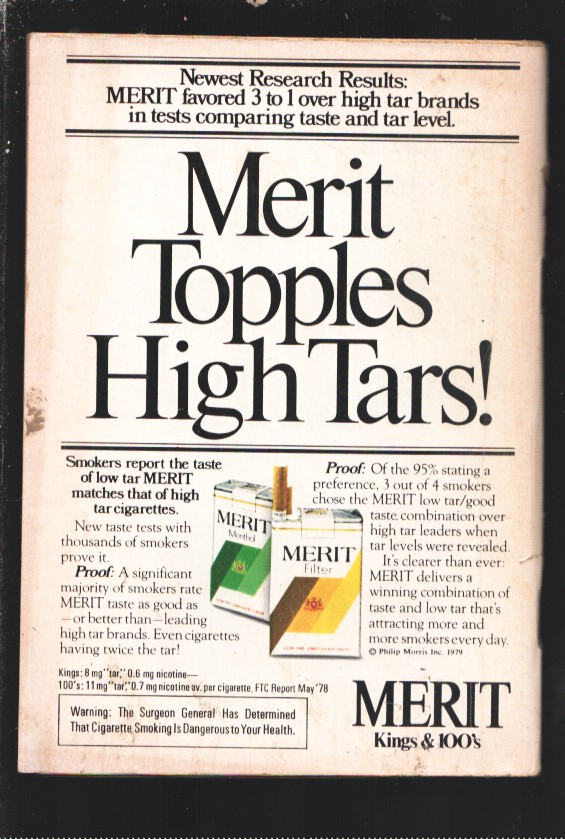 Newest Research Results:
MERIT favored 3 to 1 over high tar brands
in tests comparing taste and tar level.
Merit
Topples
High Tars!
Smokers report the taste
of low tar MERIT
matches that of high
tar cigarettes.
New taste tests with
thousands of smokers
prove it.
Proof: A significant
majority of smokers rate
MERIT taste as good as
—or better than—leading
high tar brands. Even cigarettes
having twice the tar!
MERIT
Menthol
MERIT
Filter
Proof: Of the 95% stating a
preference, 3 out of 4 smokers
chose the MERIT low tar/good
taste combination over
high tar leaders when
tar levels were revealed.
It's clearer than ever:
MERIT delivers a
winning combination of
taste and low tar that's
attracting more and
more smokers every day.
© Philip Morris Inc. 1979
Kings: 8 mg "tar," 0.6 mg nicotine—
100's: 11 mg "tar," 0.7 mg nicotine av. per cigarette, FTC Report May '78
Warning: The Surgeon General Has Determined
That Cigarette Smoking Is Dangerous to Your Health.
MERIT
Kings & 100's